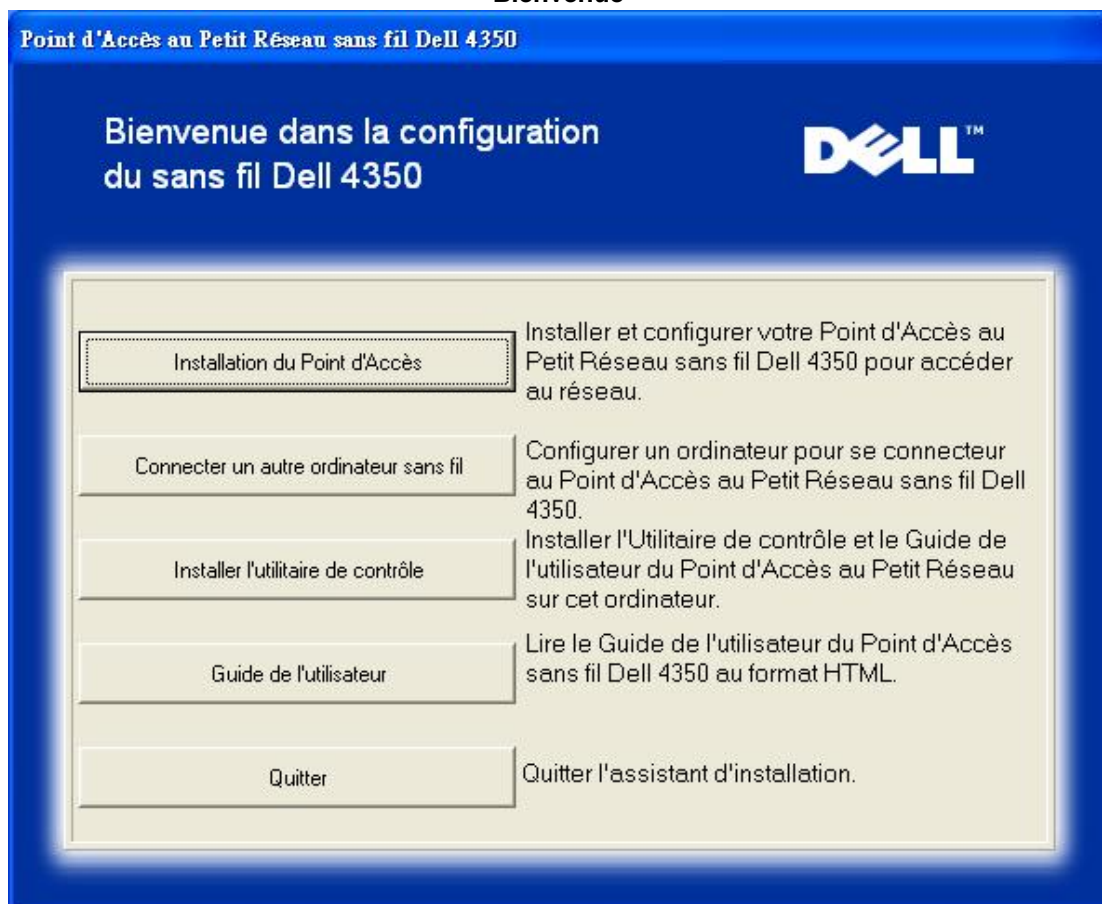 Bienvenue
Point d'Accès au Petit Réseau sans fil Dell 4350
Bienvenue dans la configuration
du sans fil Dell 4350
DELL™
Installation du Point d'Accès
Installer et configurer votre Point d'Accès au
Petit Réseau sans fil Dell 4350 pour accéder
au réseau.
Connecter un autre ordinateur sans fil
Configurer un ordinateur pour se connecteur
au Point d'Accès au Petit Réseau sans fil Dell
4350.
Installer l'utilitaire de contrôle
Installer l'Utilitaire de contrôle et le Guide de
l'utilisateur du Point d'Accès au Petit Réseau
sur cet ordinateur.
Guide de l'utilisateur
Lire le Guide de l'utilisateur du Point d'Accès
sans fil Dell 4350 au format HTML.
Quitter
Quitter l'assistant d'installation.